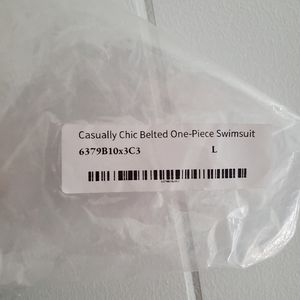 Casually Chic Belted One-Piece Swimsuit
6379B10x3C3 L